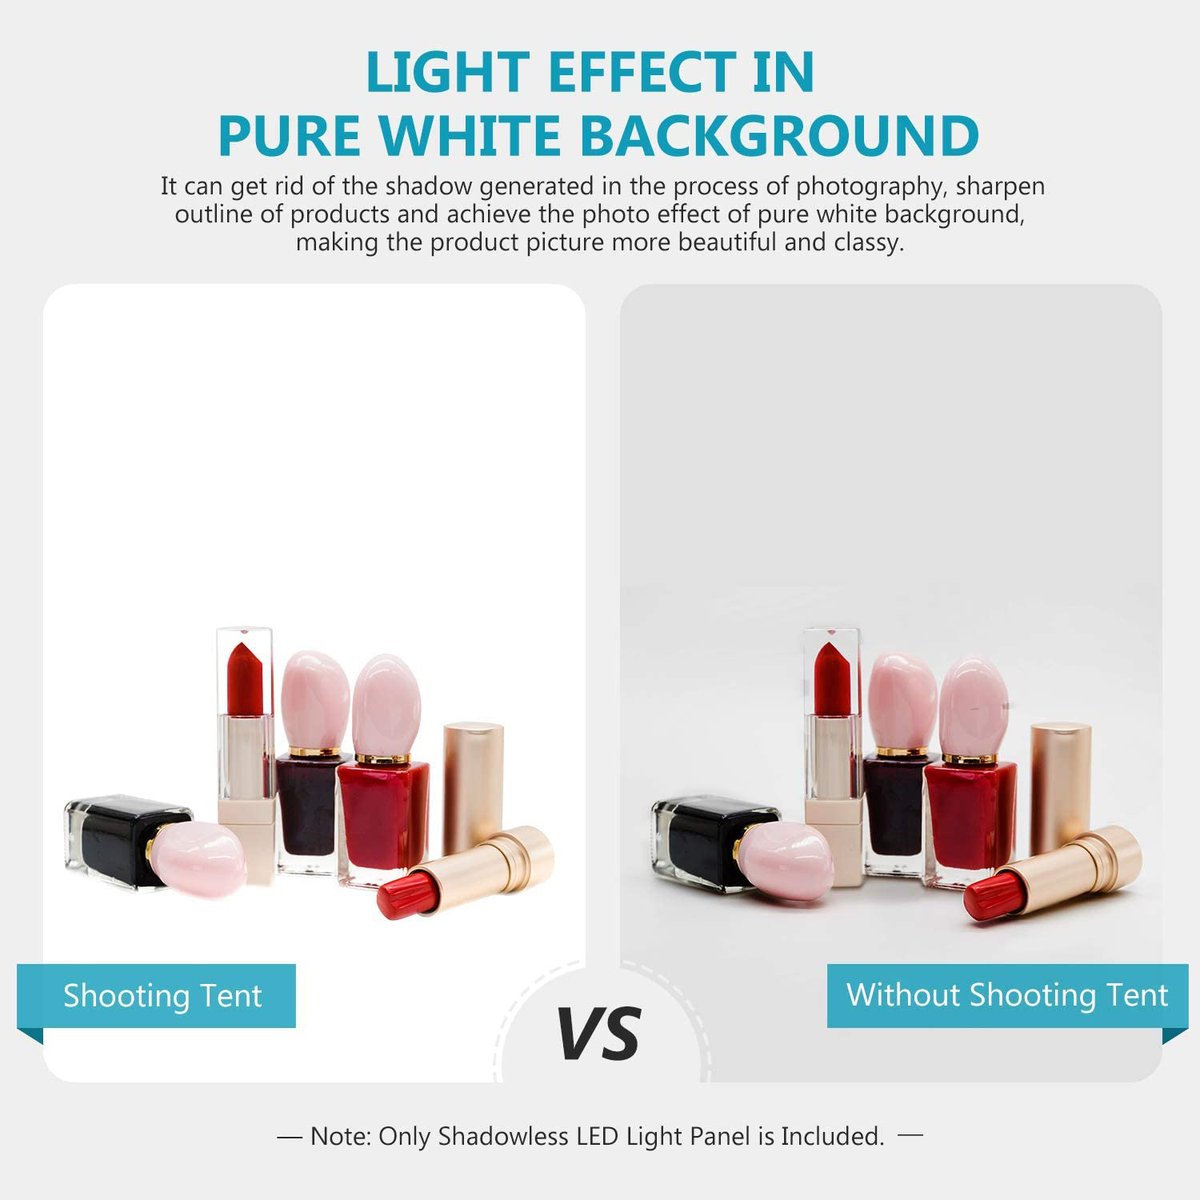 LIGHT EFFECT IN
PURE WHITE BACKGROUND
It can get rid of the shadow generated in the process of photography, sharpen
outline of products and achieve the photo effect of pure white background,
making the product picture more beautiful and classy.
Shooting Tent
VS
Without Shooting Tent
— Note: Only Shadowless LED Light Panel is Included. —